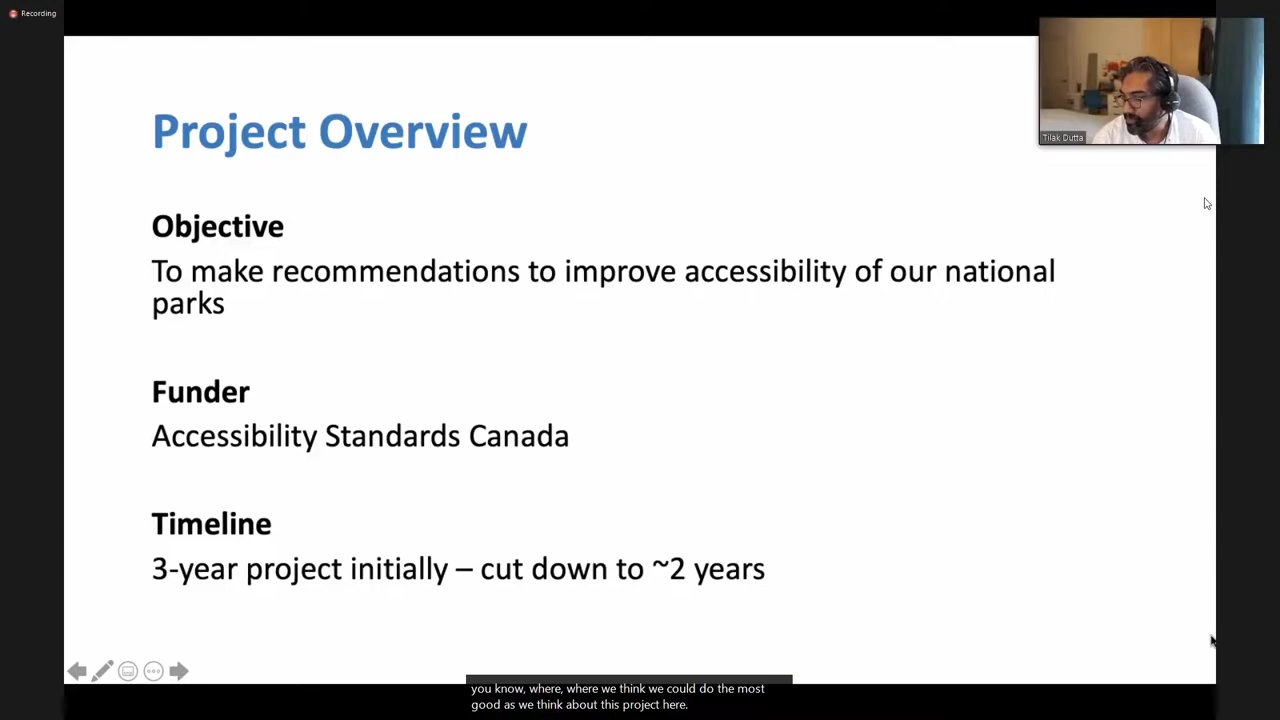 Recording
Tilak Dutta
Project Overview
Objective
To make recommendations to improve accessibility of our national
parks
Funder
Accessibility Standards Canada
Timeline
3-year project initially – cut down to ~2 years
you know, where, where we think we could do the most
good as we think about this project here.